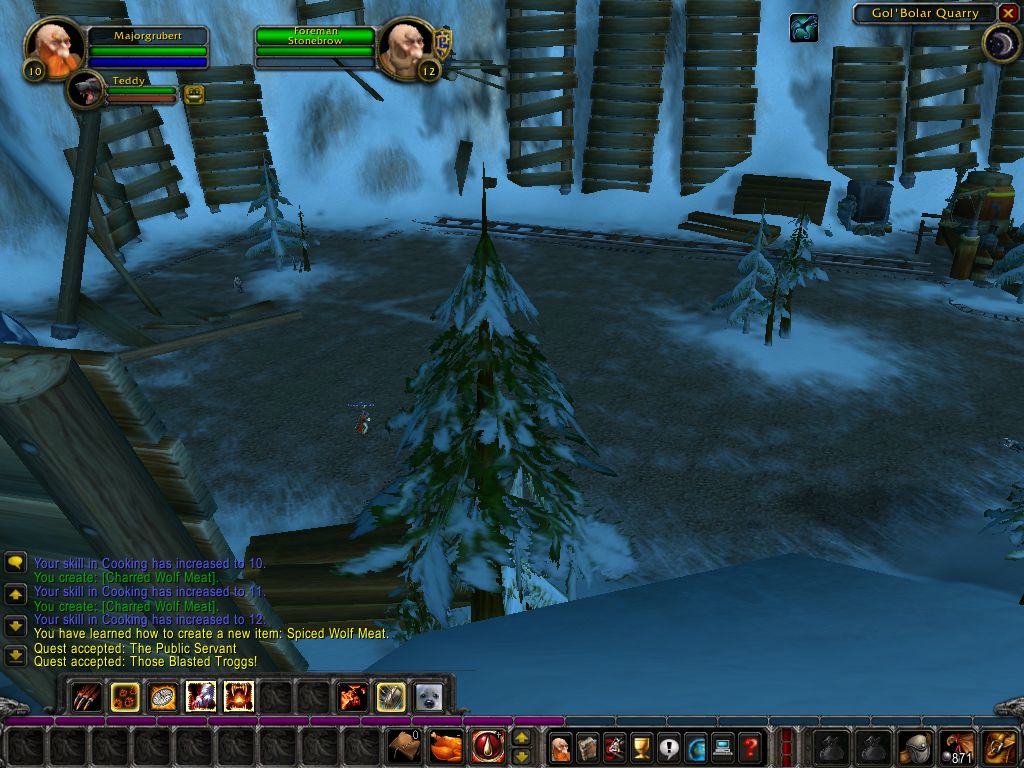 Majorgrubert
10
Teddy
Foreman
Stonebrow
12
Gol'Bolar Quarry
Your skill in Cooking has increased to 10.
You create: [Charred Wolf Meat].
Your skill in Cooking has increased to 11.
You create: [Charred Wolf Meat].
Your skill in Cooking has increased to 12.
You have learned how to create a new item: Spiced Wolf Meat.
Quest accepted: The Public Servant
Quest accepted: Those Blasted Troggs!
0
871